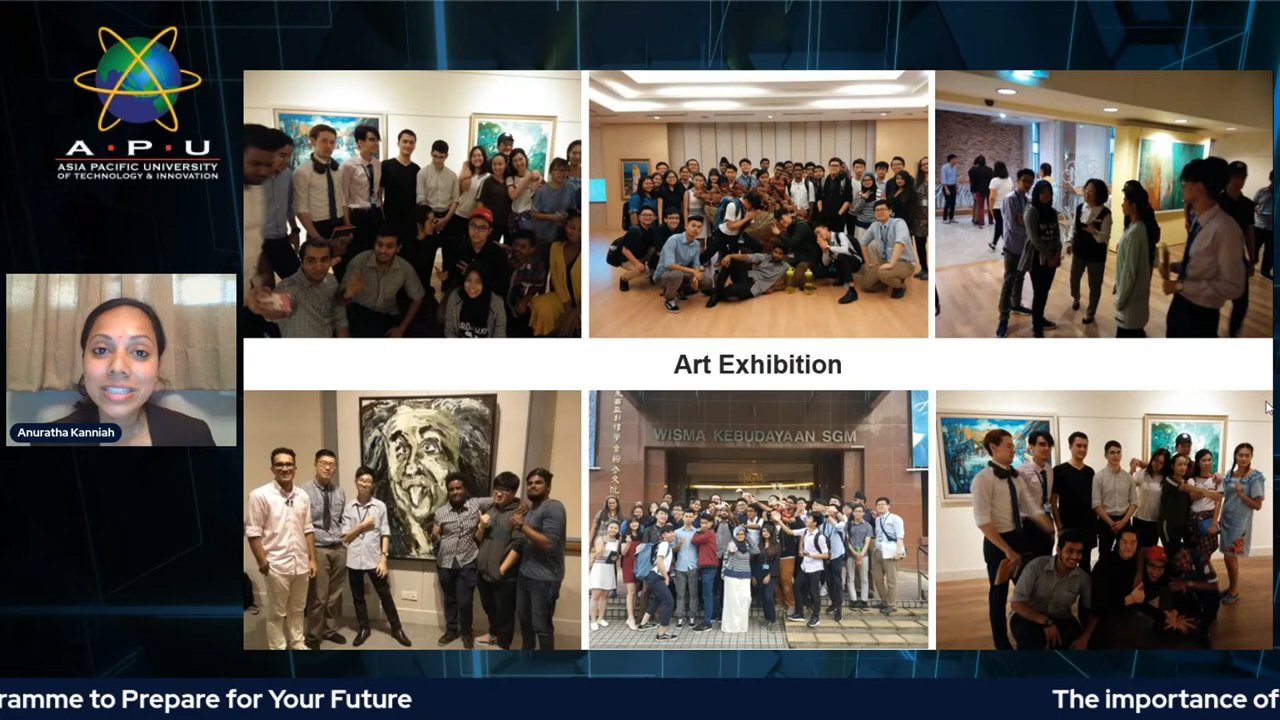 A · P · U
ASIA PACIFIC UNIVERSITY
OF TECHNOLOGY & INNOVATION
Anuratha Kanniah
Art Exhibition
WISMA KEBUDAYAAN SGM
ramme to Prepare for Your Future
The importance of